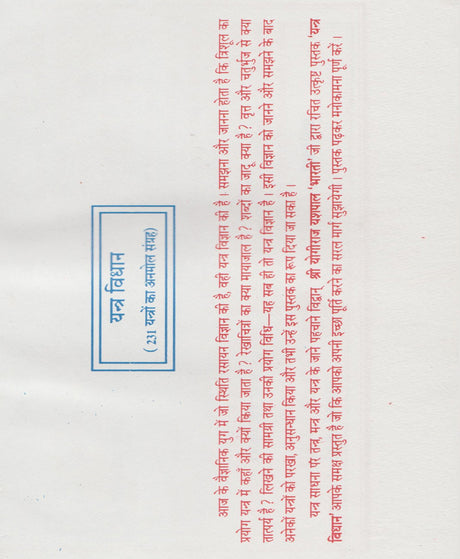 यन्त्र विधान
( 231 यन्त्रों का अनमोल संग्रह)
आज के वैज्ञानिक युग में जो स्थिति रसायन विज्ञान की है, वही यन्त्र विज्ञान की है। समझना और जानना होता है कि त्रिशूल का
प्रयोग यन्त्र में कहाँ और क्यों किया जाता है? रेखाचित्रों का क्या मायाजाल है? शब्दों का जादू क्या है? वृत्त और चतुर्भुज से क्या
तात्पर्य है? लिखने की सामग्री तथा उनकी प्रयोग विधि—यह सब ही तो यन्त्र विज्ञान है। इसी विज्ञान को जानने और समझने के बाद
अनेकों यन्त्रों को परखा, अनुसन्धान किया और तभी उन्हें इस पुस्तक का रूप दिया जा सका है।
यन्त्र साधना पर तन्त्र, मन्त्र और यन्त्र के जाने पहचाने विद्वान् श्री योगीराज यशपाल 'भारती' जी द्वारा रचित उत्कृष्ट पुस्तक 'यन्त्र
विधान' आपके समक्ष प्रस्तुत है जो कि आपको अपनी इच्छा पूर्ति करने का सरल मार्ग सुझायेगी। पुस्तक पढ़कर मनोकामना पूर्ण करें।